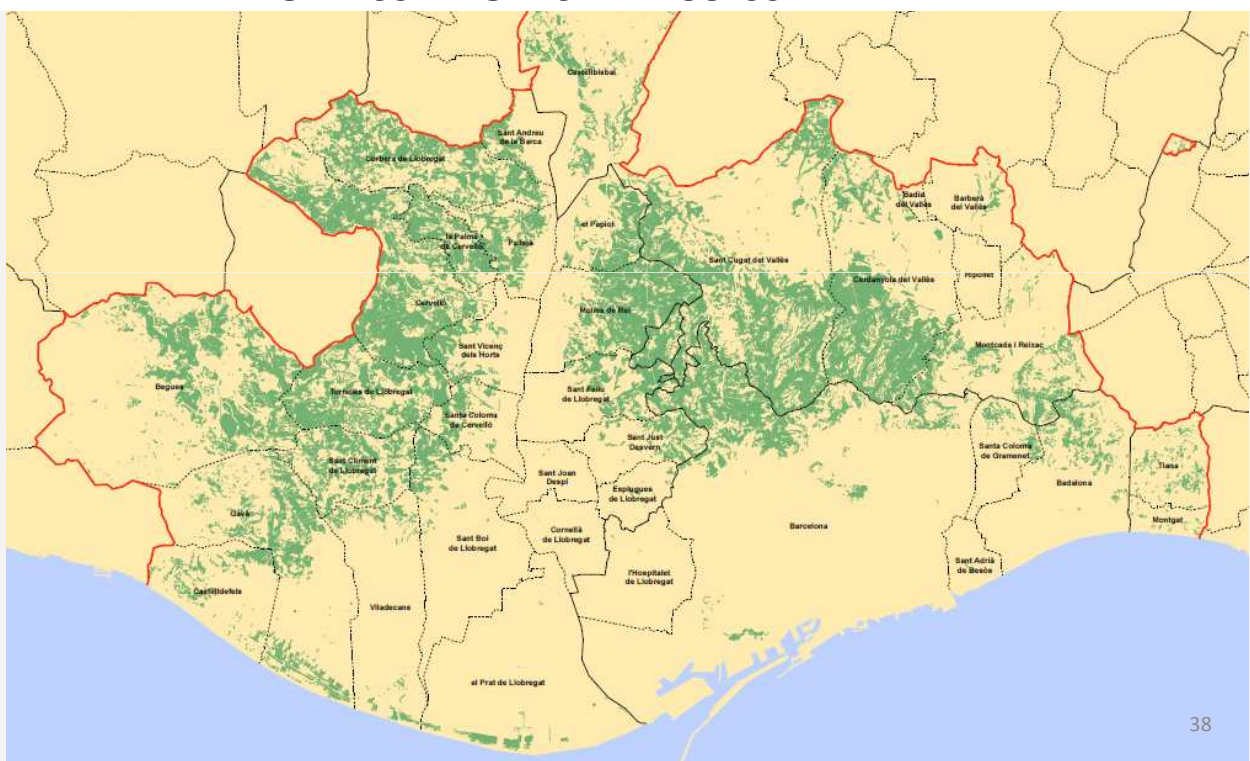 Castellbisbal
Sant Andreu
de la Barca
Corbera de Llobregat
Badia
del Vallès
Barberà
del Vallès
el Papiol
la Palma
de Cervelló
Pallejà
Sant Cugat del Vallès
Cerdanyola del Vallès
Ripollet
Cervelló
Molins de Rei
Sant Vicenç
dels Horts
Montcada i Reixac
Begues
Torrelles de Llobregat
Sant Feliu
de Llobregat
Santa Coloma
de Cervelló
Sant Just
Desvern
Santa Coloma
de Gramenet
Sant Climent
de Llobregat
Tiana
Sant Joan
Despí
Esplugues
de Llobregat
Badalona
Gavà
Barcelona
Montgat
Sant Boi
de Llobregat
Cornellà
de Llobregat
Sant Adrià
de Besòs
l'Hospitalet
de Llobregat
Castelldefels
Viladecans
el Prat de Llobregat
38